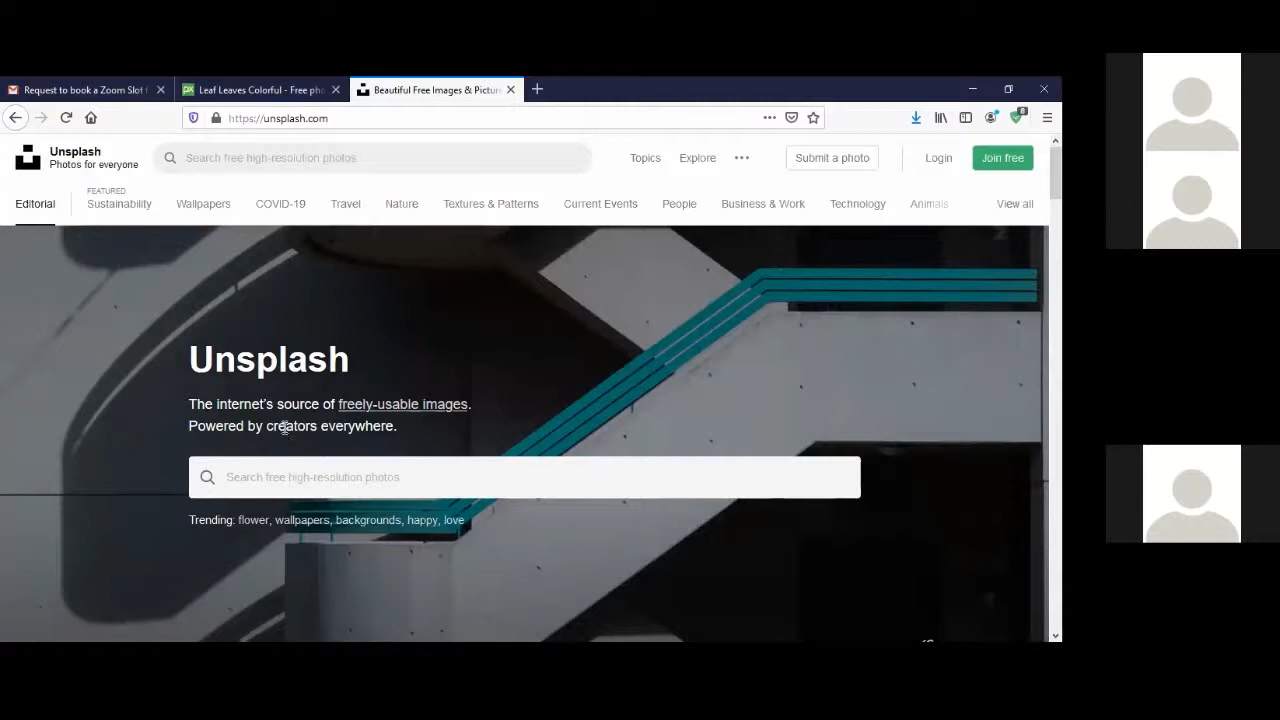 Request to book a Zoom Slot f
Leaf Leaves Colorful - Free pho
Beautiful Free Images & Picture
https://unsplash.com
8
Unsplash
Photos for everyone
Search free high-resolution photos
Topics
Explore
Submit a photo
Login
Join free
Editorial
FEATURED
Sustainability
Wallpapers
COVID-19
Travel
Nature
Textures & Patterns
Current Events
People
Business & Work
Technology
Animals
View all
Unsplash
The internet's source of freely-usable images.
Powered by creators everywhere.
Search free high-resolution photos
Trending: flower, wallpapers, backgrounds, happy, love